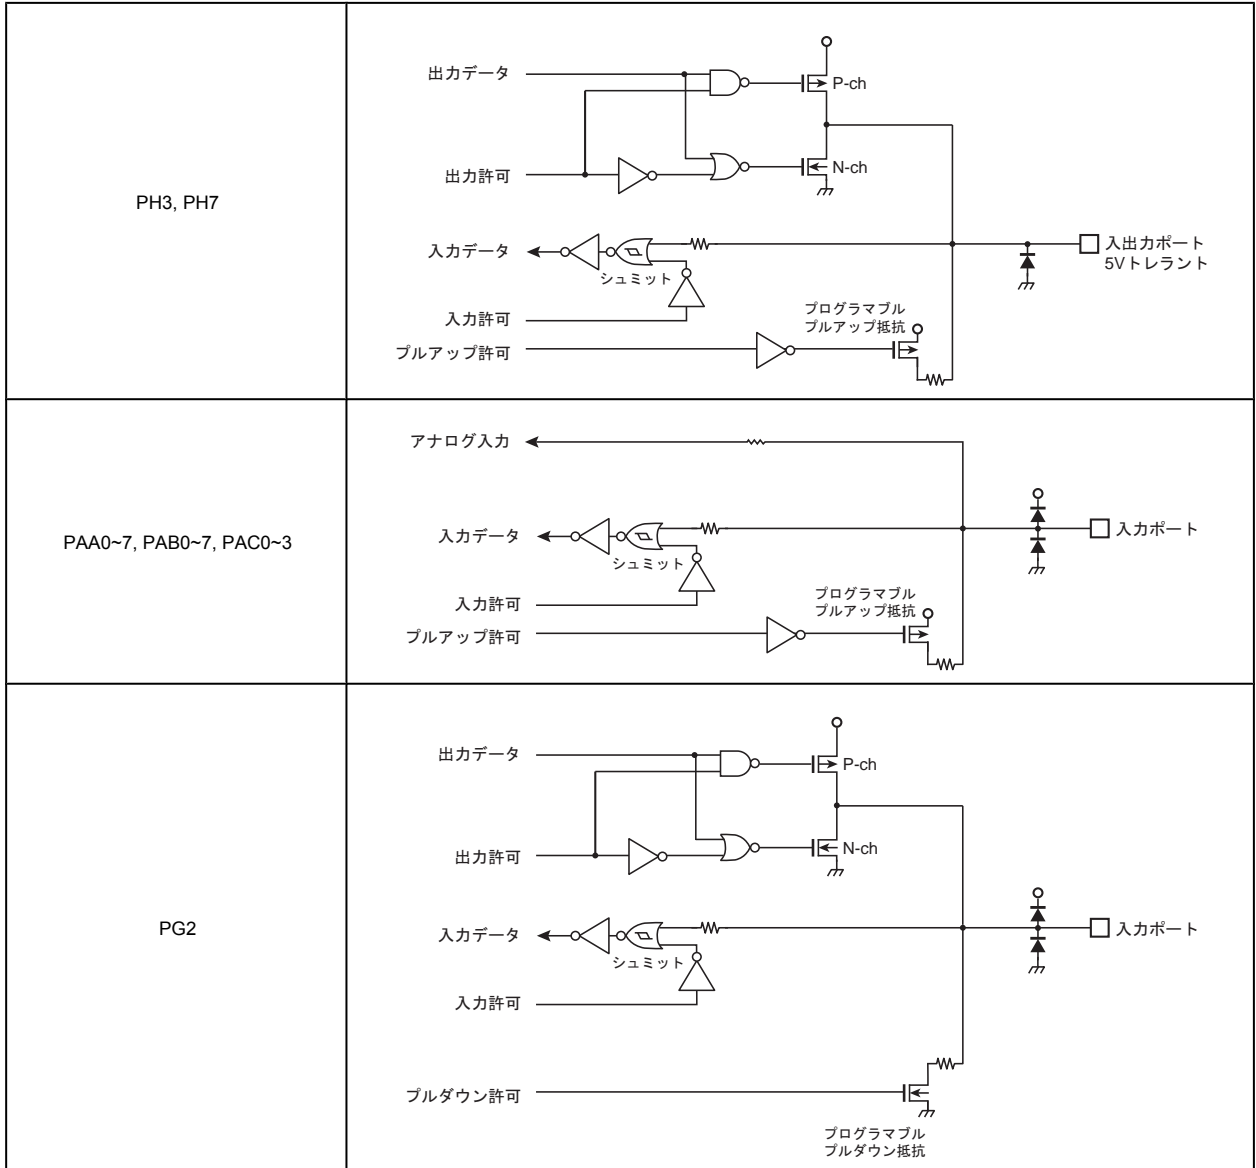 PH3, PH7
出力データ
P-ch
出力許可
N-ch
入力データ
シュミット
入出力ポート
5Vトレラント
入力許可
プログラマブル
プルアップ抵抗
プルアップ許可
PAA0~7, PAB0~7, PAC0~3
アナログ入力
入力データ
シュミット
入力ポート
入力許可
プログラマブル
プルアップ抵抗
プルアップ許可
PG2
出力データ
P-ch
出力許可
N-ch
入力データ
シュミット
入力ポート
入力許可
プルダウン許可
プログラマブル
プルダウン抵抗